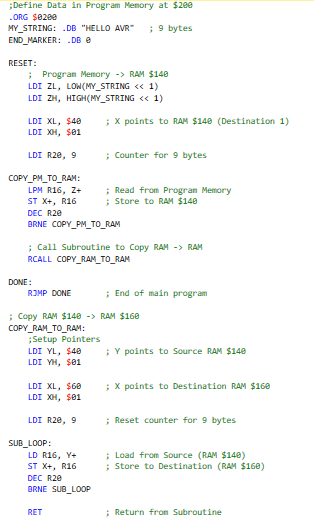 ;Define Data in Program Memory at $200
.ORG $0200
MY_STRING: .DB "HELLO AVR" ; 9 bytes
END_MARKER: .DB 0
RESET:
; Program Memory -> RAM $140
LDI ZL, LOW(MY_STRING << 1)
LDI ZH, HIGH(MY_STRING << 1)
LDI XL, $40 ; X points to RAM $140 (Destination 1)
LDI XH, $01
LDI R20, 9 ; Counter for 9 bytes
COPY_PM_TO_RAM:
LPM R16, Z+ ; Read from Program Memory
ST X+, R16 ; Store to RAM $140
DEC R20
BRNE COPY_PM_TO_RAM
; Call Subroutine to Copy RAM -> RAM
RCALL COPY_RAM_TO_RAM
DONE:
RJMP DONE ; End of main program
; Copy RAM $140 -> RAM $160
COPY_RAM_TO_RAM:
;Setup Pointers
LDI YL, $40 ; Y points to Source RAM $140
LDI YH, $01
LDI XL, $60 ; X points to Destination RAM $160
LDI XH, $01
LDI R20, 9 ; Reset counter for 9 bytes
SUB_LOOP:
LD R16, Y+ ; Load from Source (RAM $140)
ST X+, R16 ; Store to Destination (RAM $160)
DEC R20
BRNE SUB_LOOP
RET ; Return from Subroutine